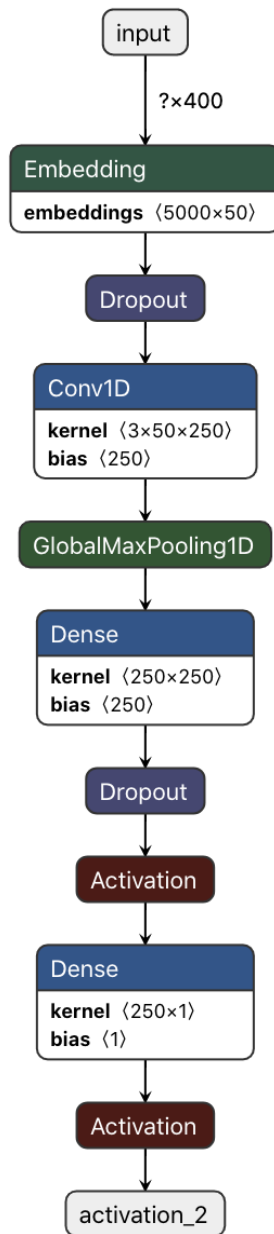 input
?×400
Embedding
embeddings ⟨5000×50⟩
Dropout
Conv1D
kernel ⟨3×50×250⟩
bias ⟨250⟩
GlobalMaxPooling1D
Dense
kernel ⟨250×250⟩
bias ⟨250⟩
Dropout
Activation
Dense
kernel ⟨250×1⟩
bias ⟨1⟩
Activation
activation_2